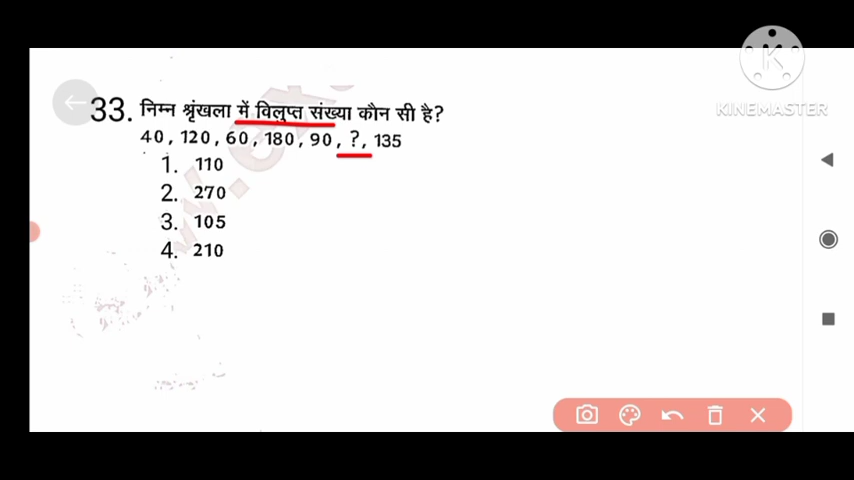 KINEMASTER
33. निम्न श्रृंखला में विलुप्त संख्या कौन सी है?
40, 120, 60, 180, 90, ?, 135
1. 110
2. 270
3. 105
4. 210